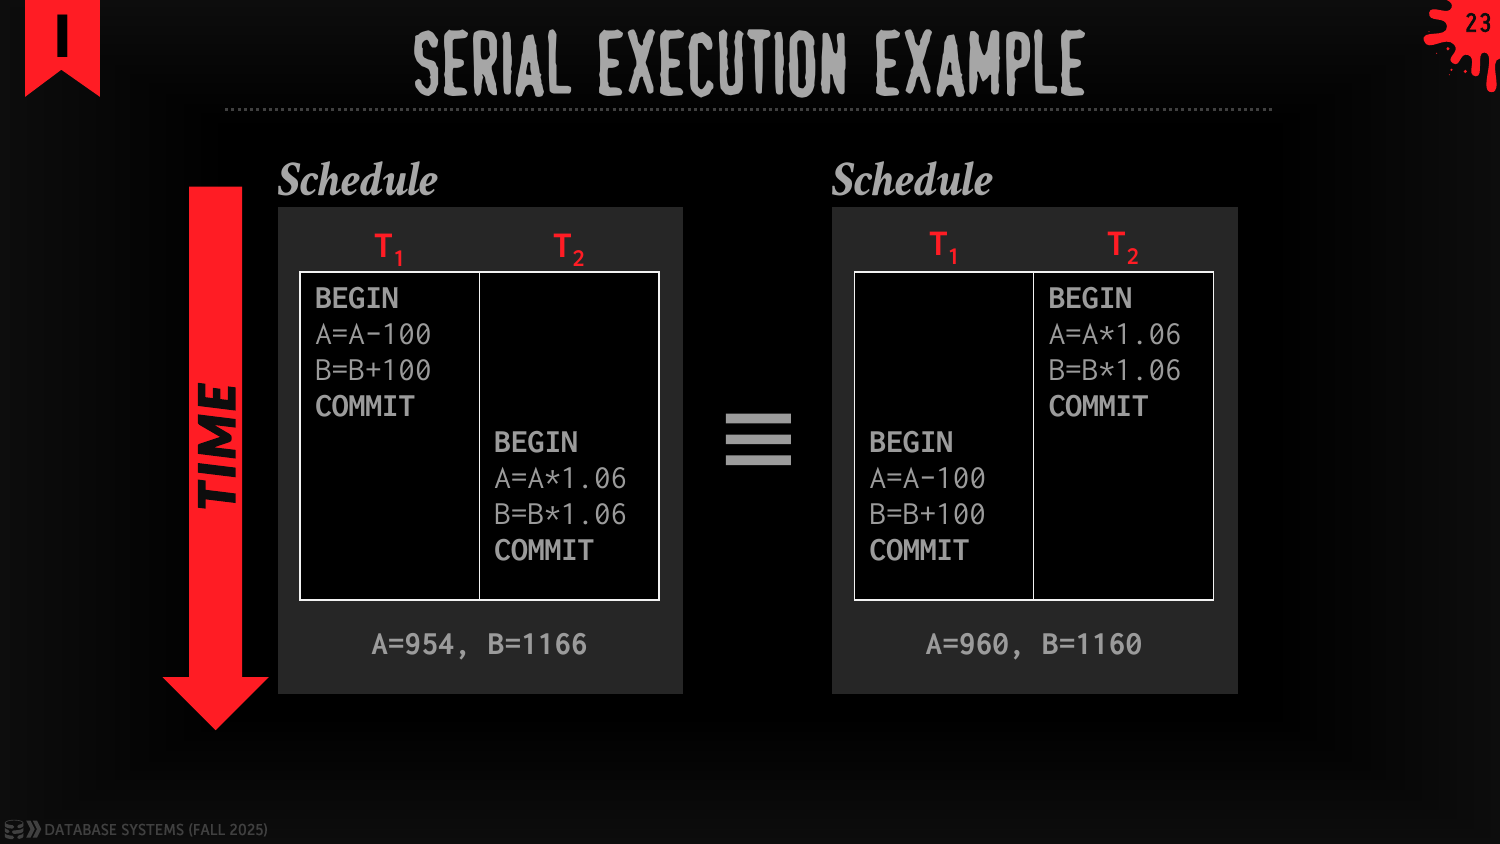 I
23
SERIAL EXECUTION EXAMPLE
TIME
Schedule
T1 T2
BEGIN
A=A-100
B=B+100
COMMIT
BEGIN
A=A*1.06
B=B*1.06
COMMIT
A=954, B=1166
≡
Schedule
T1 T2
BEGIN
A=A*1.06
B=B*1.06
COMMIT
BEGIN
A=A-100
B=B+100
COMMIT
A=960, B=1160
DATABASE SYSTEMS (FALL 2025)